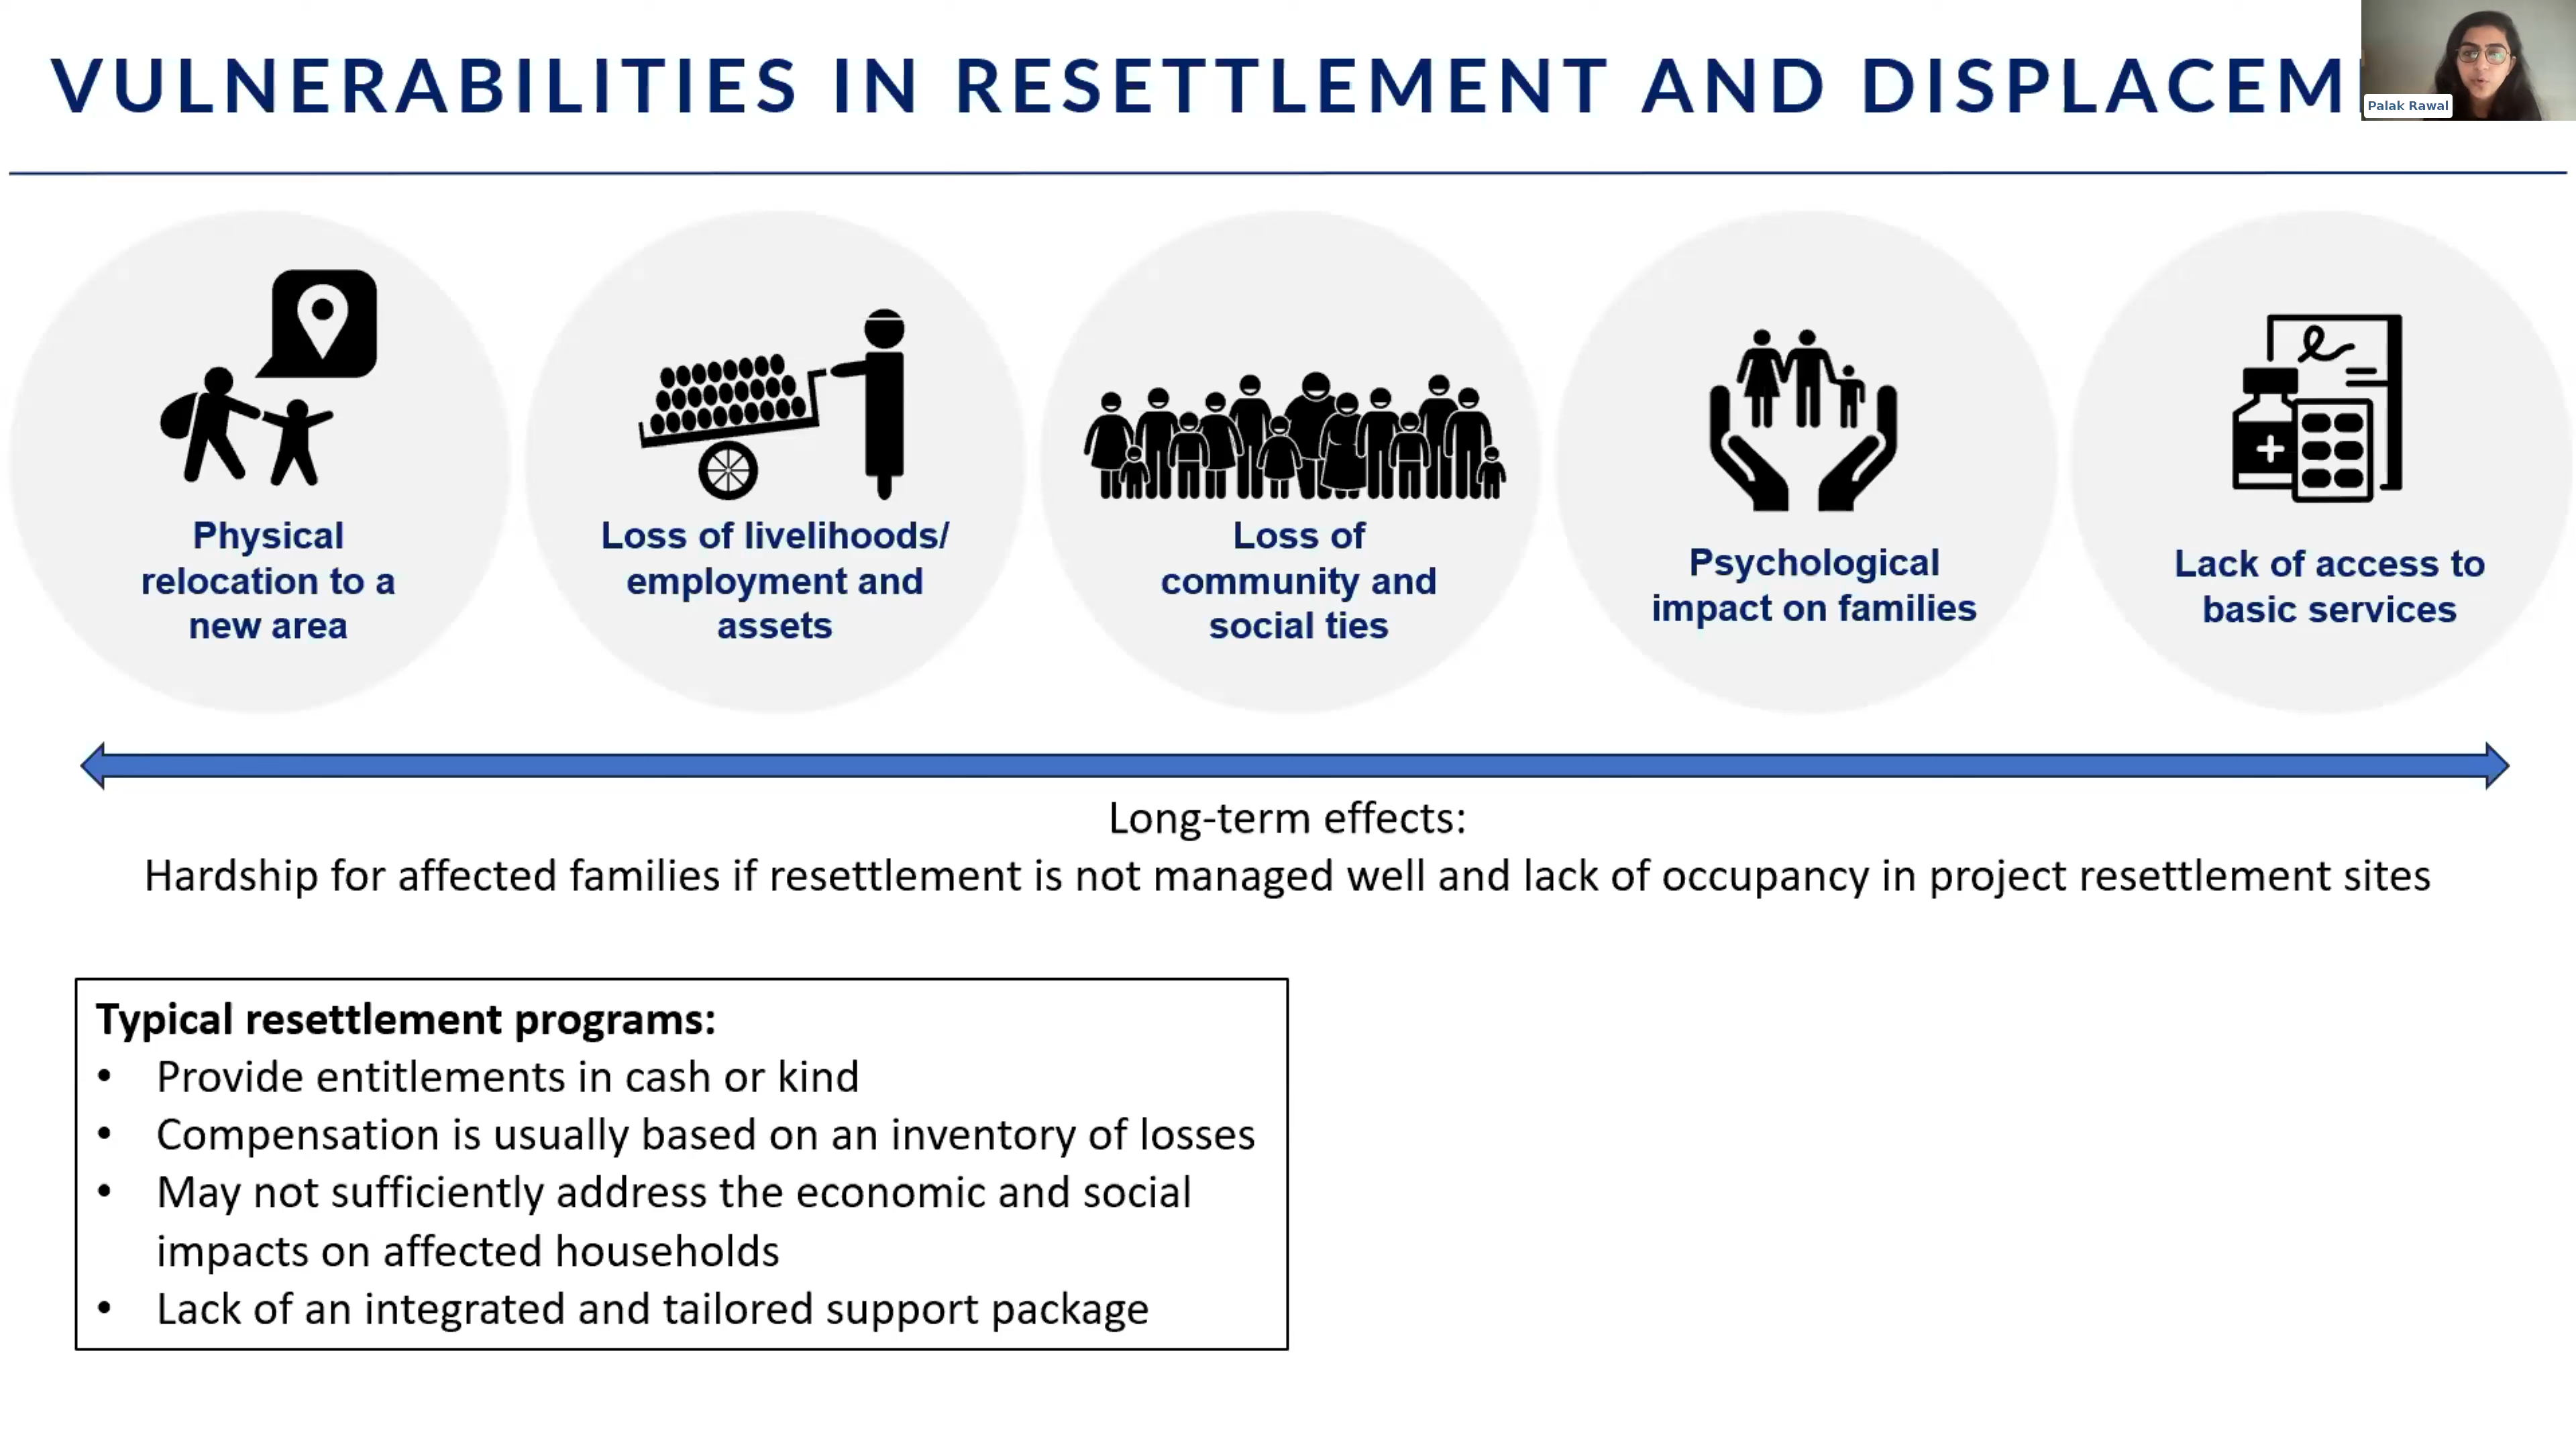 VULNERABILITIES IN RESETTLEMENT AND DISPLACEM
Palak Rawal
Physical
relocation to a
new area
Loss of livelihoods/
employment and
assets
Loss of
community and
social ties
Psychological
impact on families
Lack of access to
basic services
Long-term effects:
Hardship for affected families if resettlement is not managed well and lack of occupancy in project resettlement sites
Typical resettlement programs:
• Provide entitlements in cash or kind
• Compensation is usually based on an inventory of losses
• May not sufficiently address the economic and social
impacts on affected households
• Lack of an integrated and tailored support package